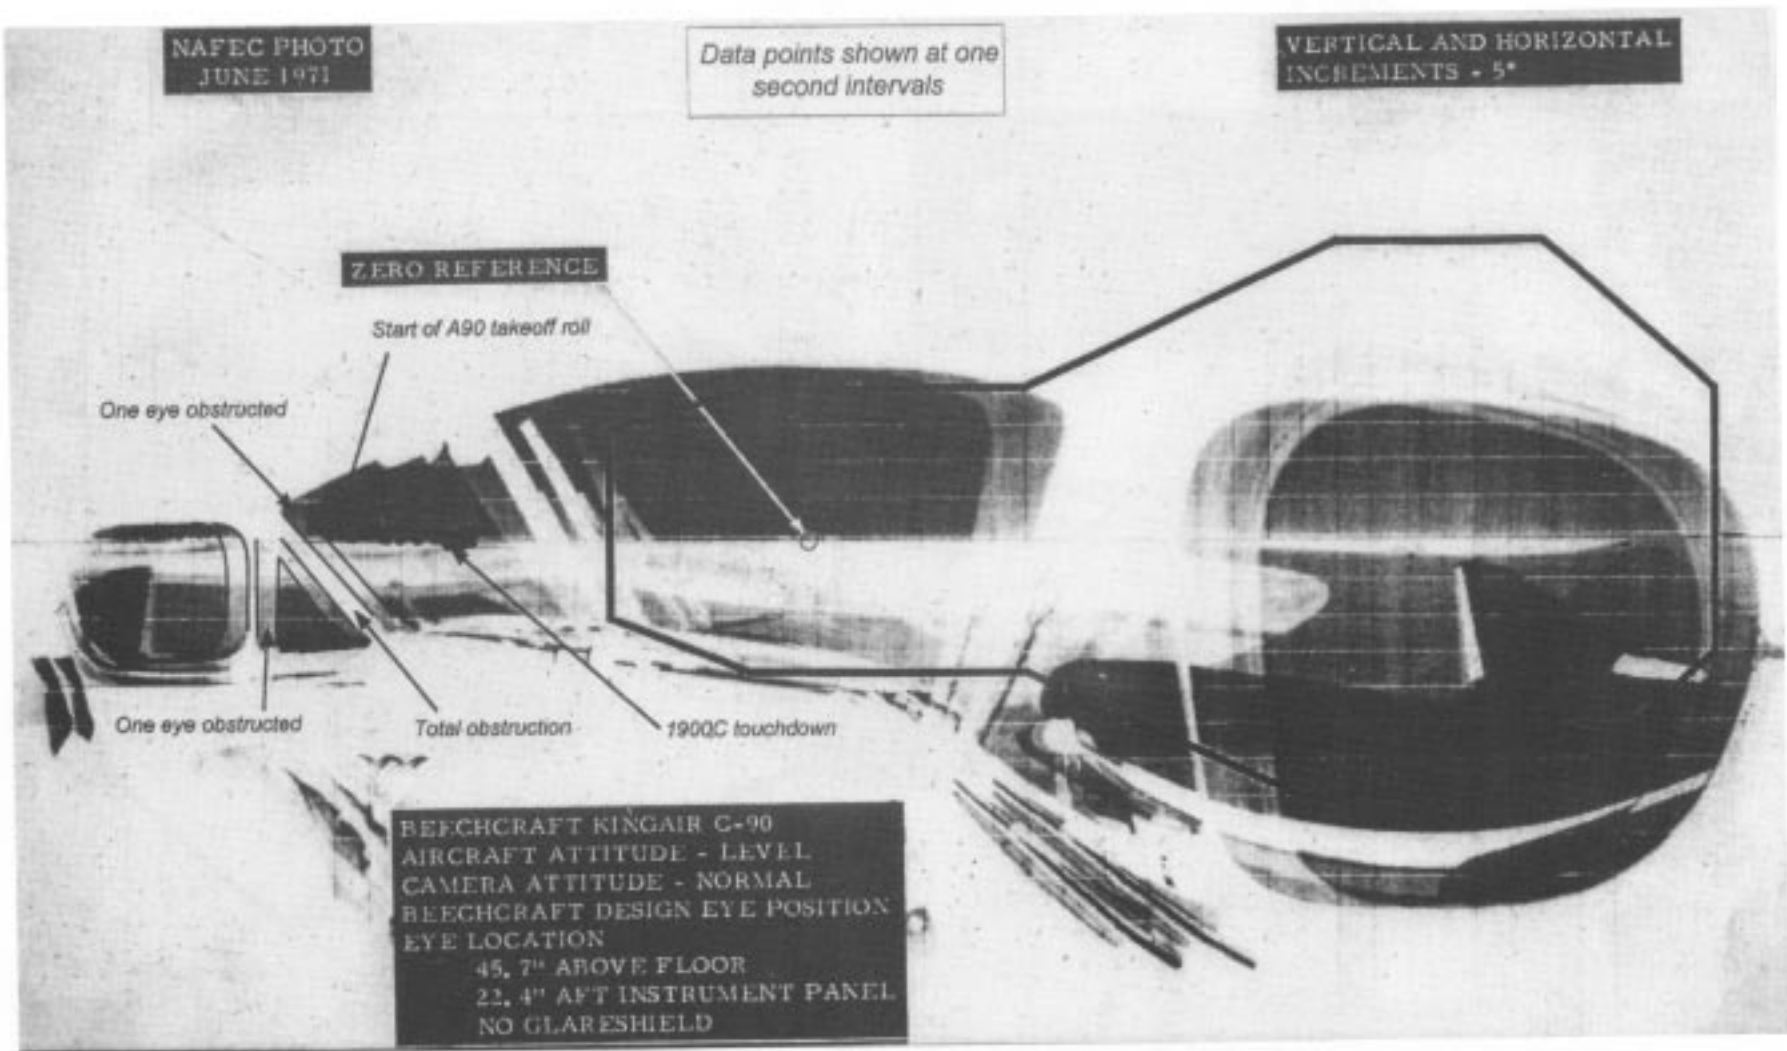 NAFEC PHOTO
JUNE 1971
Data points shown at one
second intervals
VERTICAL AND HORIZONTAL
INCREMENTS - 5°
ZERO REFERENCE
Start of A90 takeoff roll
One eye obstructed
One eye obstructed
Total obstruction
1900C touchdown
BEECHCRAFT KINGAIR C-90
AIRCRAFT ATTITUDE - LEVEL
CAMERA ATTITUDE - NORMAL
BEECHCRAFT DESIGN EYE POSITION
EYE LOCATION
45. 7" ABOVE FLOOR
22. 4" AFT INSTRUMENT PANEL
NO GLARESHIELD